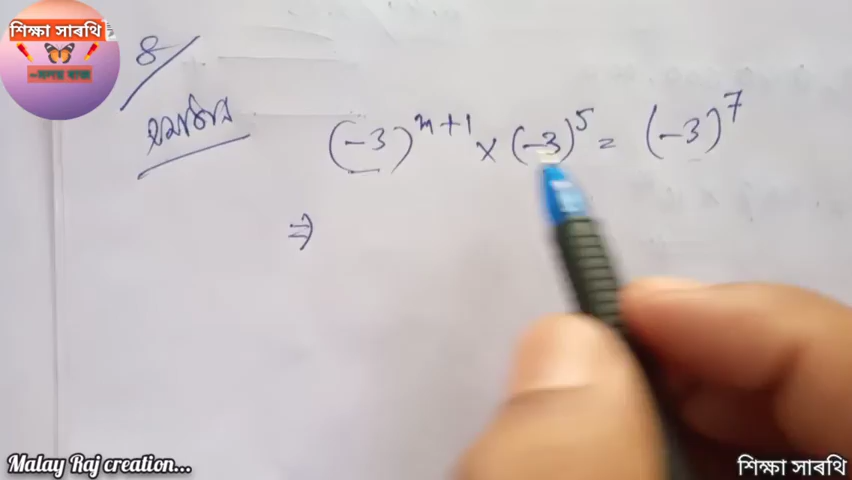 শিক্ষা সাৰথি
8
সমাধান
(-3)^{m+1} × (-3)^5 = (-3)^7
⇒
Malay Raj creation...
শিক্ষা সাৰথি